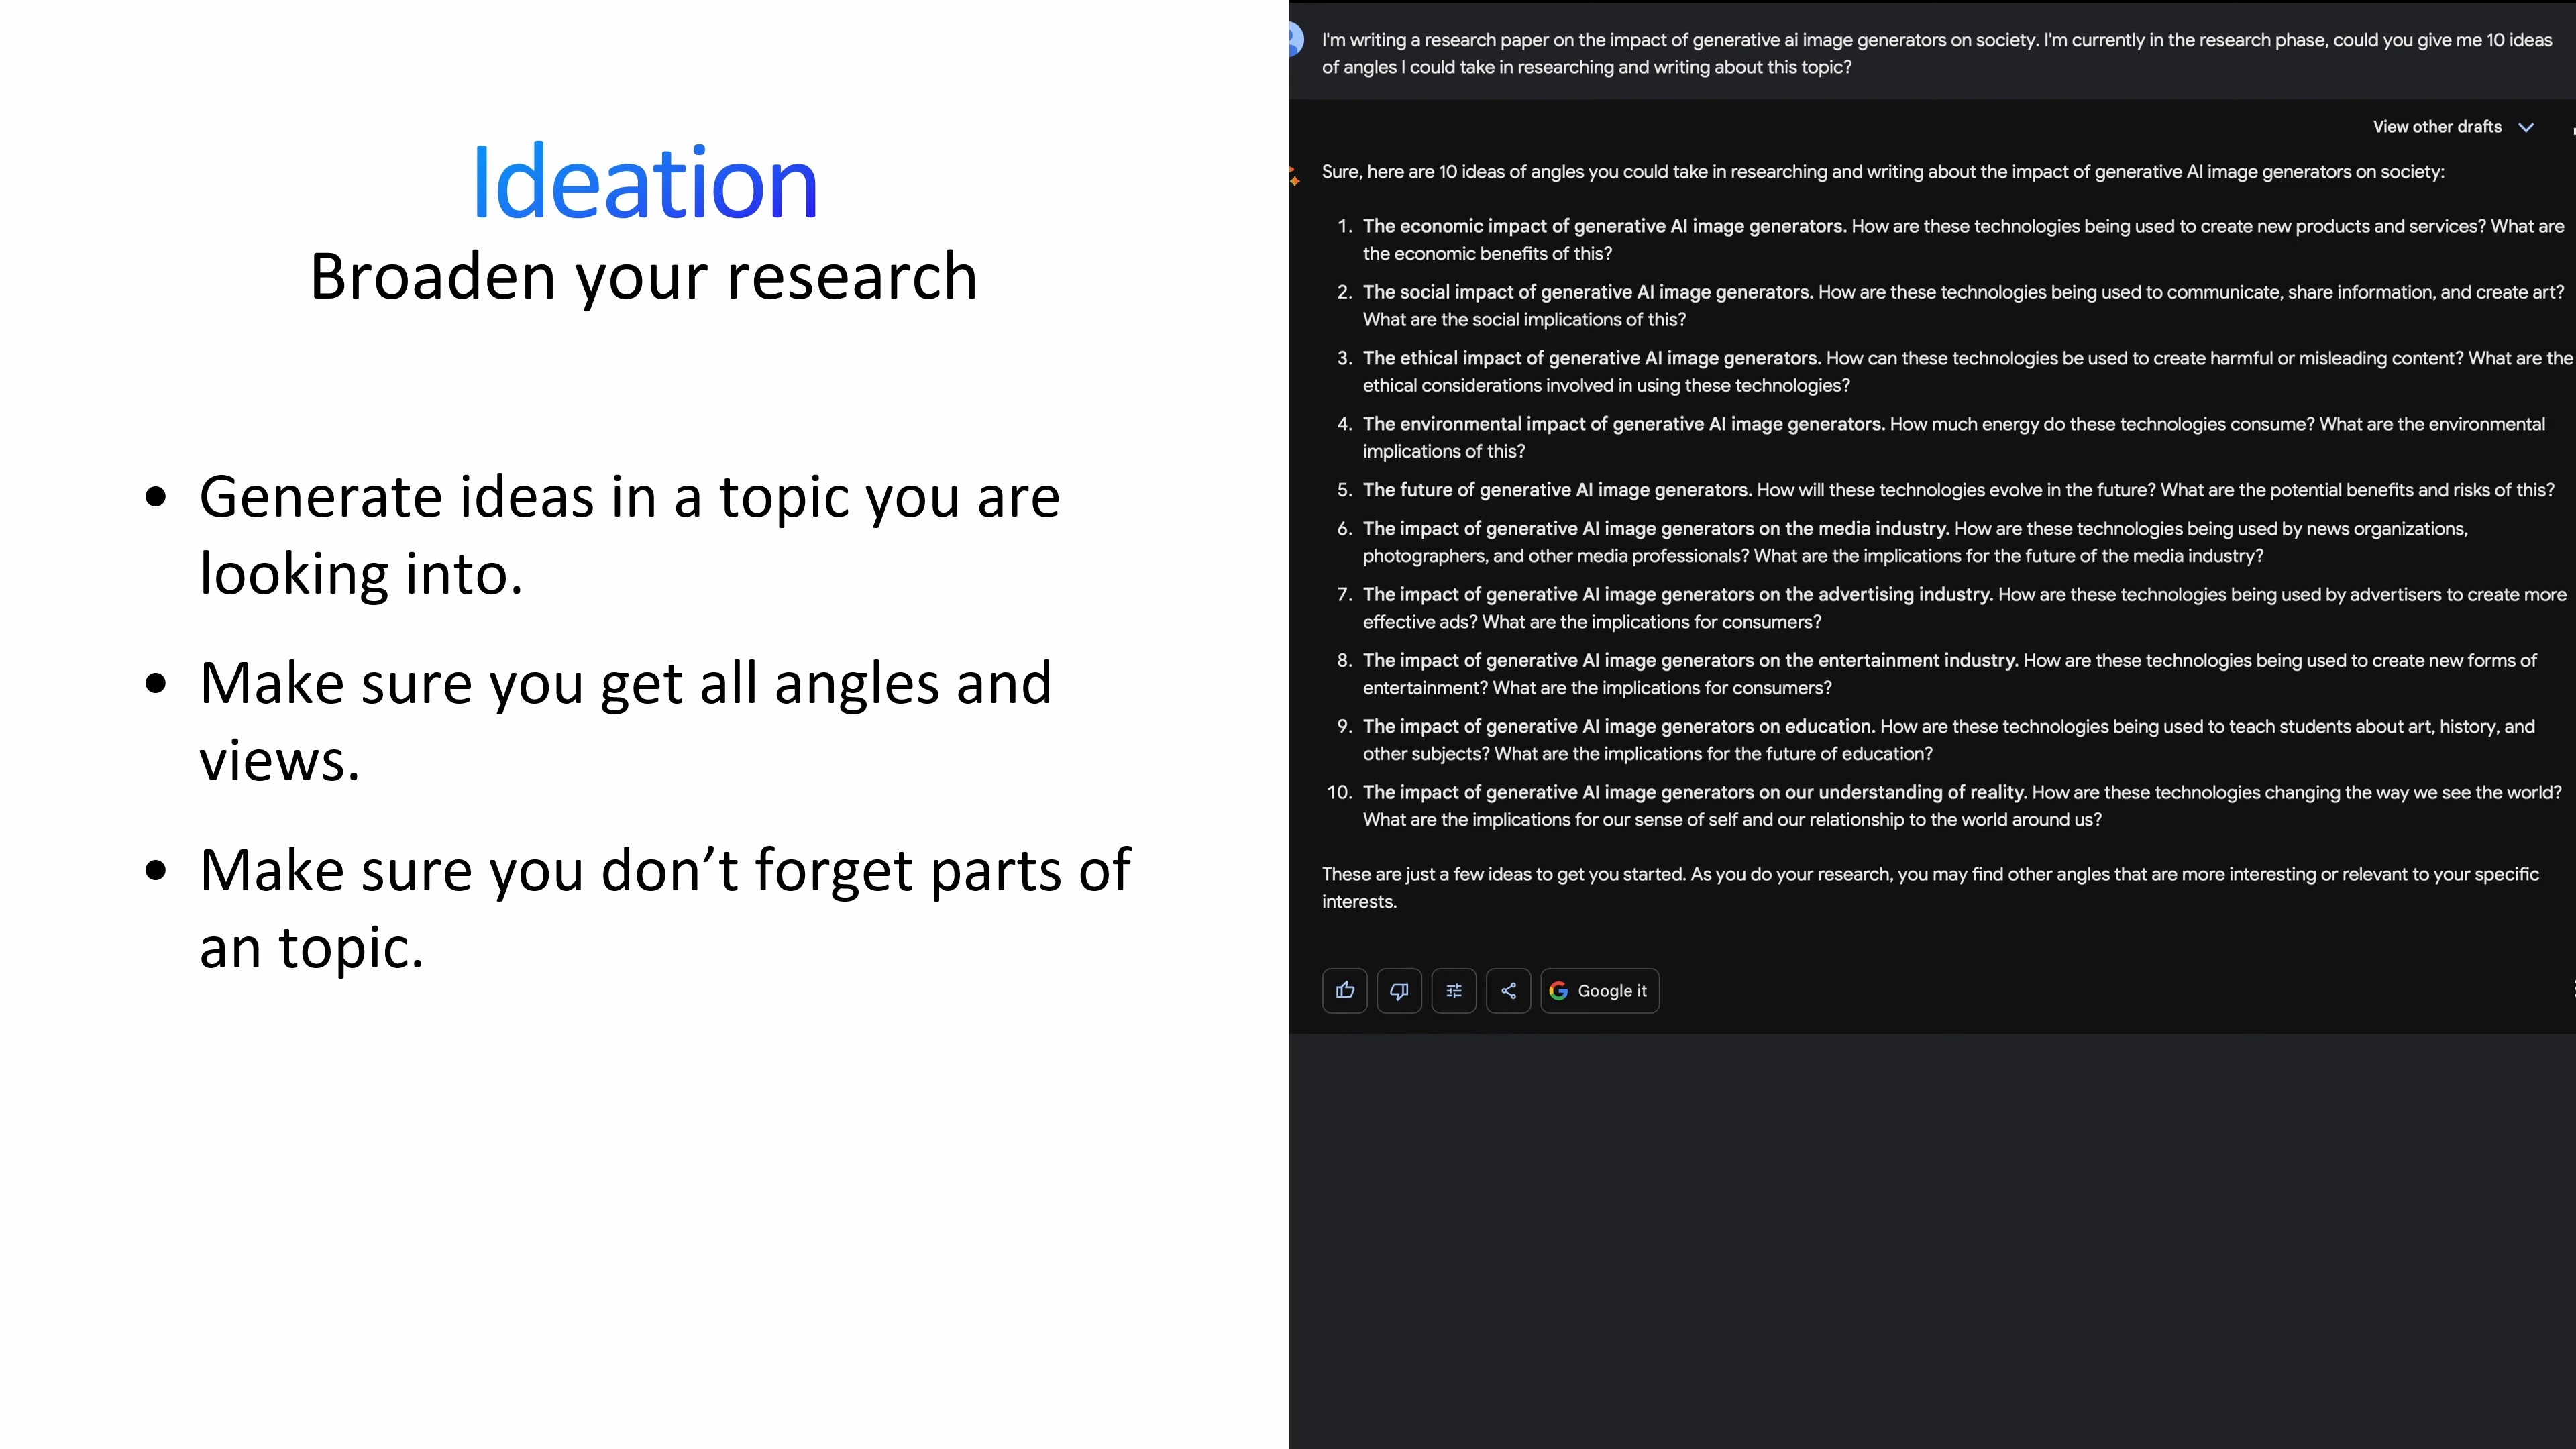 Ideation
Broaden your research
• Generate ideas in a topic you are
looking into.
• Make sure you get all angles and
views.
• Make sure you don’t forget parts of
an topic.
I'm writing a research paper on the impact of generative ai image generators on society. I'm currently in the research phase, could you give me 10 ideas
of angles I could take in researching and writing about this topic?
View other drafts
Sure, here are 10 ideas of angles you could take in researching and writing about the impact of generative AI image generators on society:
1. The economic impact of generative AI image generators. How are these technologies being used to create new products and services? What are
the economic benefits of this?
2. The social impact of generative AI image generators. How are these technologies being used to communicate, share information, and create art?
What are the social implications of this?
3. The ethical impact of generative AI image generators. How can these technologies be used to create harmful or misleading content? What are the
ethical considerations involved in using these technologies?
4. The environmental impact of generative AI image generators. How much energy do these technologies consume? What are the environmental
implications of this?
5. The future of generative AI image generators. How will these technologies evolve in the future? What are the potential benefits and risks of this?
6. The impact of generative AI image generators on the media industry. How are these technologies being used by news organizations,
photographers, and other media professionals? What are the implications for the future of the media industry?
7. The impact of generative AI image generators on the advertising industry. How are these technologies being used by advertisers to create more
effective ads? What are the implications for consumers?
8. The impact of generative AI image generators on the entertainment industry. How are these technologies being used to create new forms of
entertainment? What are the implications for consumers?
9. The impact of generative AI image generators on education. How are these technologies being used to teach students about art, history, and
other subjects? What are the implications for the future of education?
10. The impact of generative AI image generators on our understanding of reality. How are these technologies changing the way we see the world?
What are the implications for our sense of self and our relationship to the world around us?
These are just a few ideas to get you started. As you do your research, you may find other angles that are more interesting or relevant to your specific
interests.
Google it